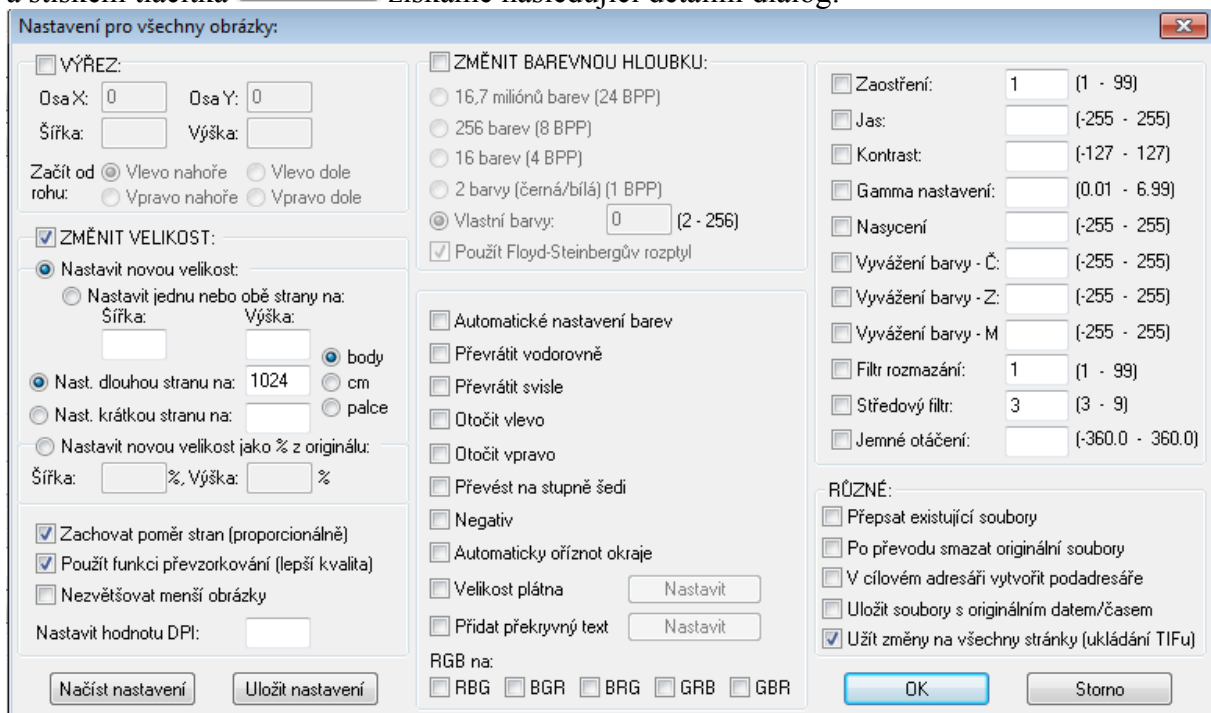 a stisknutí tlačítka získáme následující detailní dialog:
Nastavení pro všechny obrázky:
VÝŘEZ:
Osa X: 0 Osa Y: 0
Šířka: Výška:
Začít od rohu: Vlevo nahoře Vlevo dole
Vpravo nahoře Vpravo dole
ZMĚNIT VELIKOST:
Nastavit novou velikost:
Nastavit jednu nebo obě strany na:
Šířka: Výška:
body
Nast. dlouhou stranu na: 1024 cm
Nast. krátkou stranu na: palce
Nastavit novou velikost jako % z originálu:
Šířka: %, Výška: %
Zachovat poměr stran (proporcionálně)
Použít funkci převzorkování (lepší kvalita)
Nezvětšovat menší obrázky
Nastavit hodnotu DPI:
Načíst nastavení Uložit nastavení
ZMĚNIT BAREVNOU HLOUBKU:
16,7 miliónů barev (24 BPP)
256 barev (8 BPP)
16 barev (4 BPP)
2 barvy (černá/bílá) (1 BPP)
Vlastní barvy: 0 (2 - 256)
Použít Floyd-Steinbergův rozptyl
Automatické nastavení barev
Převrátit vodorovně
Převrátit svisle
Otočit vlevo
Otočit vpravo
Převést na stupně šedi
Negativ
Automaticky oříznot okraje
Velikost plátna Nastavit
Přidat překryvný text Nastavit
RGB na:
RBG BGR BRG GRB GBR
Zaostření: 1 (1 - 99)
Jas: (-255 - 255)
Kontrast: (-127 - 127)
Gamma nastavení: (0.01 - 6.99)
Nasycení (-255 - 255)
Vyvážení barvy - Č: (-255 - 255)
Vyvážení barvy - Z: (-255 - 255)
Vyvážení barvy - M (-255 - 255)
Filtr rozmazání: 1 (1 - 99)
Středový filtr: 3 (3 - 9)
Jemné otáčení: (-360.0 - 360.0)
RŮZNÉ:
Přepsat existující soubory
Po převodu smazat originální soubory
V cílovém adresáři vytvořit podadresáře
Uložit soubory s originálním datem/časem
Užít změny na všechny stránky (ukládání TIFu)
OK Storno